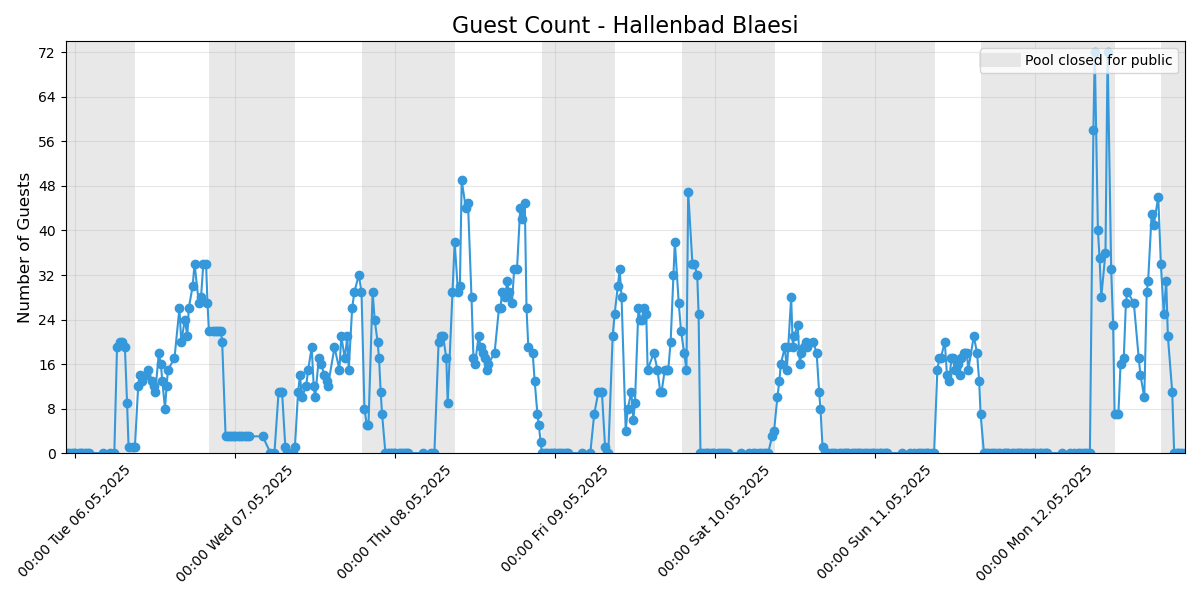 Guest Count - Hallenbad Blaesi
Pool closed for public
Number of Guests
72
64
56
48
40
32
24
16
8
0
00:00 Tue 06.05.2025
00:00 Wed 07.05.2025
00:00 Thu 08.05.2025
00:00 Fri 09.05.2025
00:00 Sat 10.05.2025
00:00 Sun 11.05.2025
00:00 Mon 12.05.2025